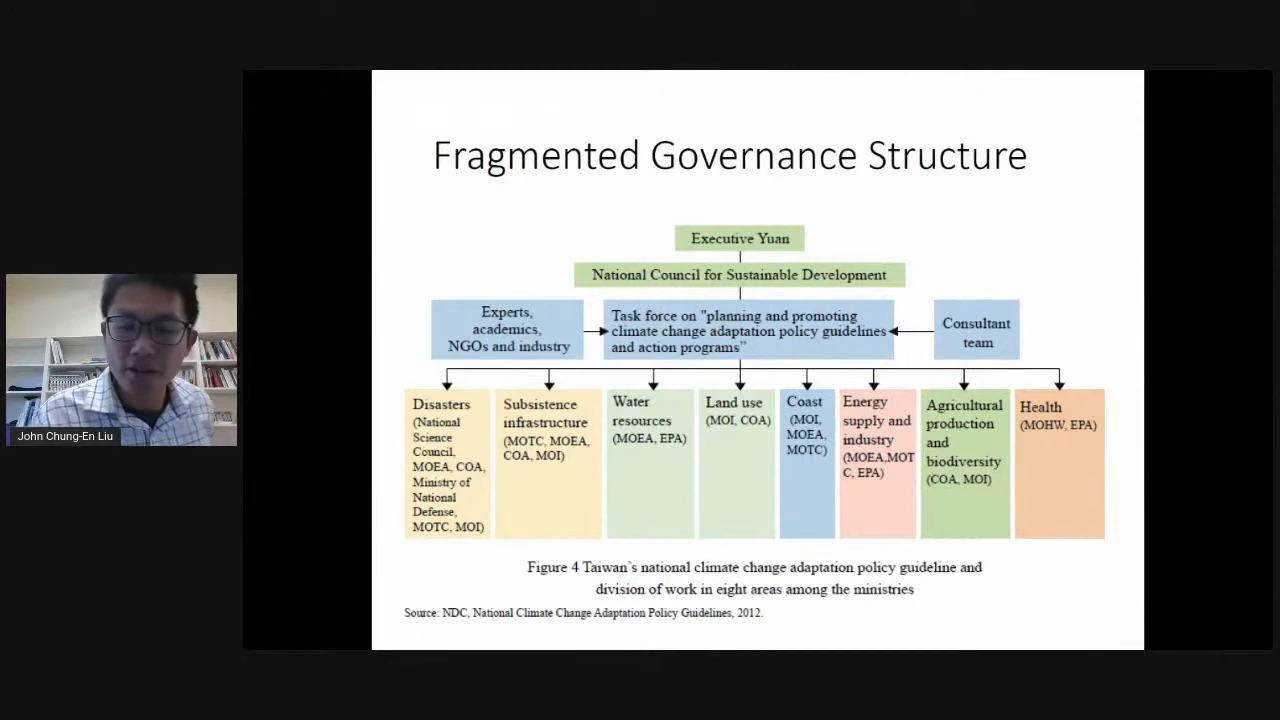 Fragmented Governance Structure
Executive Yuan
National Council for Sustainable Development
Experts,
academics,
NGOs and industry
Task force on "planning and promoting
climate change adaptation policy guidelines
and action programs”
Consultant
team
Disasters
(National
Science
Council,
MOEA, COA,
Ministry of
National
Defense,
MOTC, MOI)
Subsistence
infrastructure
(MOTC, MOEA,
COA, MOI)
Water
resources
(MOEA, EPA)
Land use
(MOI, COA)
Coast
(MOI,
MOEA,
MOTC)
Energy
supply and
industry
(MOEA,MOT
C, EPA)
Agricultural
production
and
biodiversity
(COA, MOI)
Health
(MOHW, EPA)
Figure 4 Taiwan’s national climate change adaptation policy guideline and
division of work in eight areas among the ministries
Source: NDC, National Climate Change Adaptation Policy Guidelines, 2012.
John Chung-En Liu